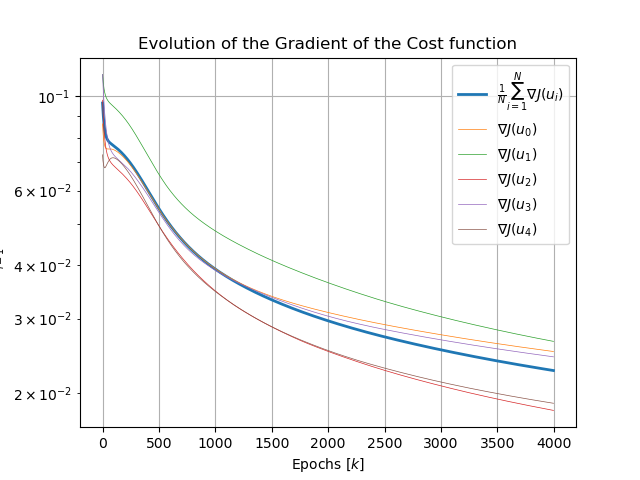 Evolution of the Gradient of the Cost function
10⁻¹
6 × 10⁻²
4 × 10⁻²
3 × 10⁻²
2 × 10⁻²
0 500 1000 1500 2000 2500 3000 3500 4000
Epochs [k]
1/N ∑_{i=1}^{N} ∇J(uᵢ)
∇J(u₀)
∇J(u₁)
∇J(u₂)
∇J(u₃)
∇J(u₄)